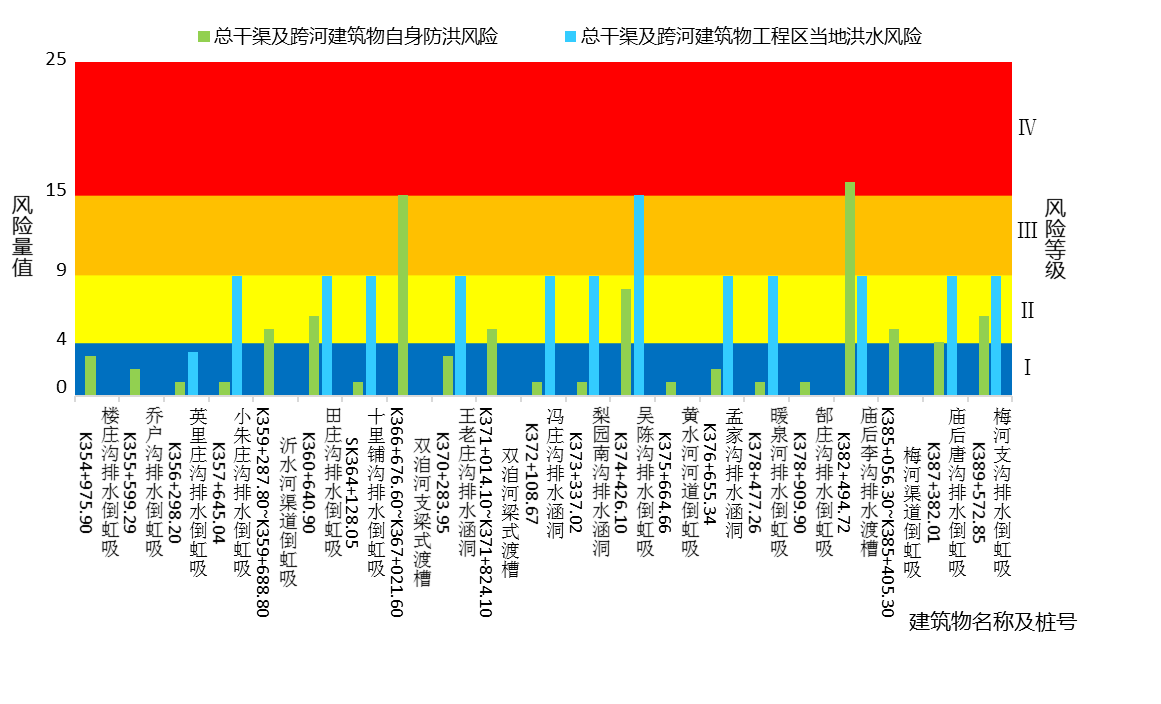 总干渠及跨河建筑物自身防洪风险
总干渠及跨河建筑物工程区当地洪水风险
25
15
9
4
0
风险量值
Ⅳ
Ⅲ
Ⅱ
Ⅰ
风险等级
K354+975.90
楼庄沟排水倒虹吸
K355+599.29
乔户沟排水倒虹吸
K356+298.20
英里庄沟排水倒虹吸
K357+645.04
小朱庄沟排水倒虹吸
K359+287.80~K359+688.80
沂水河渠道倒虹吸
K360+640.90
田庄沟排水倒虹吸
SK364+128.05
十里铺沟排水倒虹吸
K366+676.60~K367+021.60
双洎河支梁式渡槽
K370+283.95
王老庄沟排水涵洞
K371+014.10~K371+824.10
双洎河梁式渡槽
K372+108.67
冯庄沟排水涵洞
K373+337.02
梨园南沟排水涵洞
K374+426.10
吴陈沟排水倒虹吸
K375+664.66
黄水河河道倒虹吸
K376+655.34
孟家沟排水涵洞
K378+477.26
暖泉河排水倒虹吸
K378+909.90
郜庄沟排水倒虹吸
K382+494.72
庙后李沟排水渡槽
K385+056.30~K385+405.30
梅河渠道倒虹吸
K387+382.01
庙后唐沟排水倒虹吸
K389+572.85
梅河支沟排水倒虹吸
建筑物名称及桩号